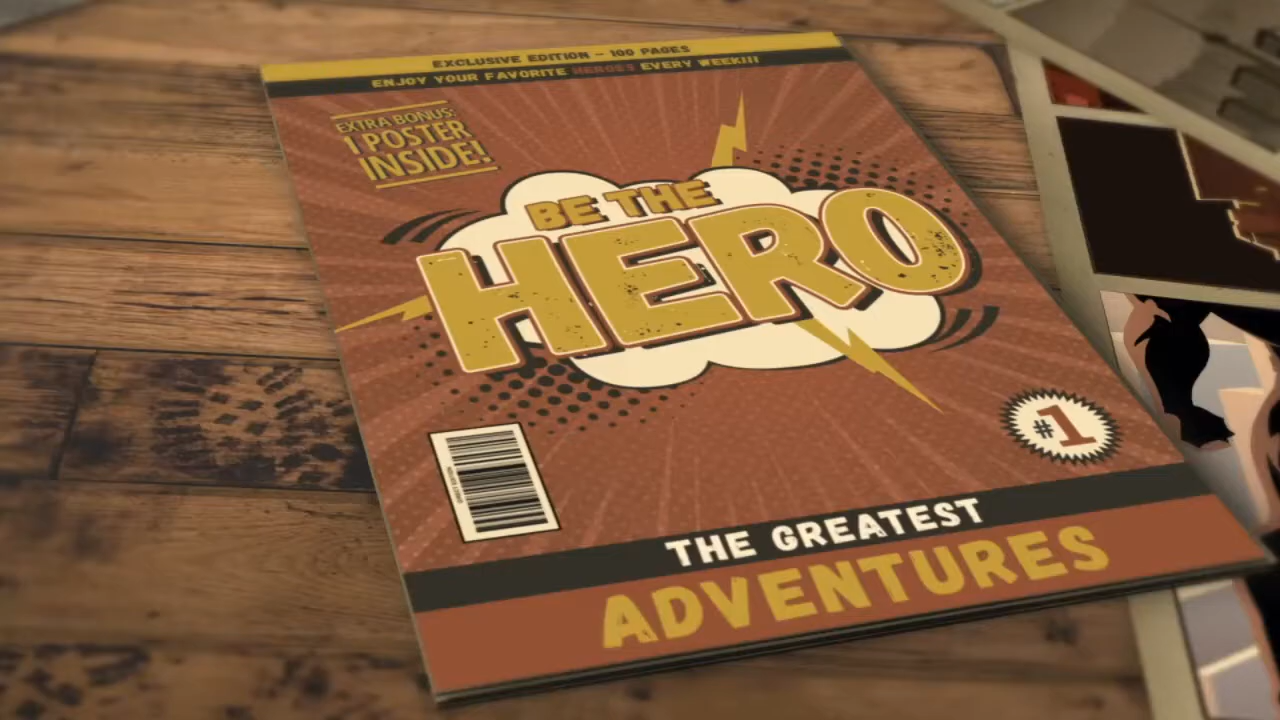 EXCLUSIVE EDITION - 100 PAGES
ENJOY YOUR FAVORITE HEROES EVERY WEEK!!!
EXTRA BONUS:
1 POSTER
INSIDE!
BE THE
HERO
#1
THE GREATEST
ADVENTURES